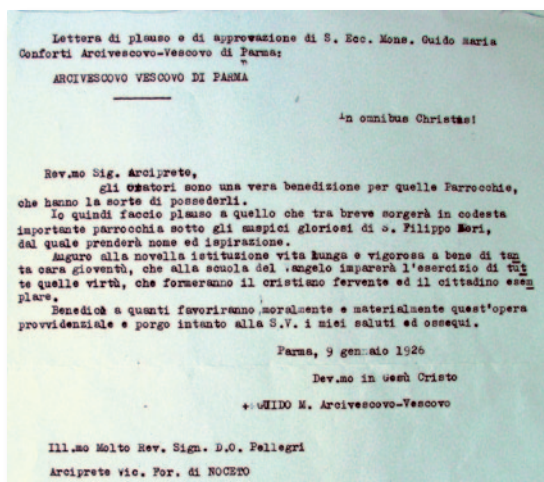 Lettera di plauso e di approvazione di S. Ecc. Mons. Guido maria
Conforti Arcivescovo-Vescovo di Parma:
ARCIVESCOVO VESCOVO DI PARMA
in omnibus Christus!
Rev.mo Sig. Arciprete,
gli oratori sono una vera benedizione per quelle Parrocchie,
che hanno la sorte di possederli.
Io quindi faccio plauso a quello che tra breve sorgerà in codesta
importante parrocchia sotto gli auspici gloriosi di S. Filippo Neri,
dal quale prenderà nome ed ispirazione.
Auguro alla novella istituzione vita lunga e vigorosa a bene di tan
ta cara gioventù, che alla scuola del vangelo imparerà l'esercizio di tut
te quelle virtù, che formeranno il cristiano fervente ed il cittadino esem
plare.
Benedico a quanti favoriranno moralmente e materialmente quest'opera
provvidenziale e porgo intanto alla S.V. i miei saluti ed ossequi.
Parma, 9 gennaio 1926
Dev.mo in Gesù Cristo
+ GUIDO M. Arcivescovo-Vescovo
Ill.mo Molto Rev. Sign. D.O. Pellegri
Arciprete Vic. For. di NOCETO